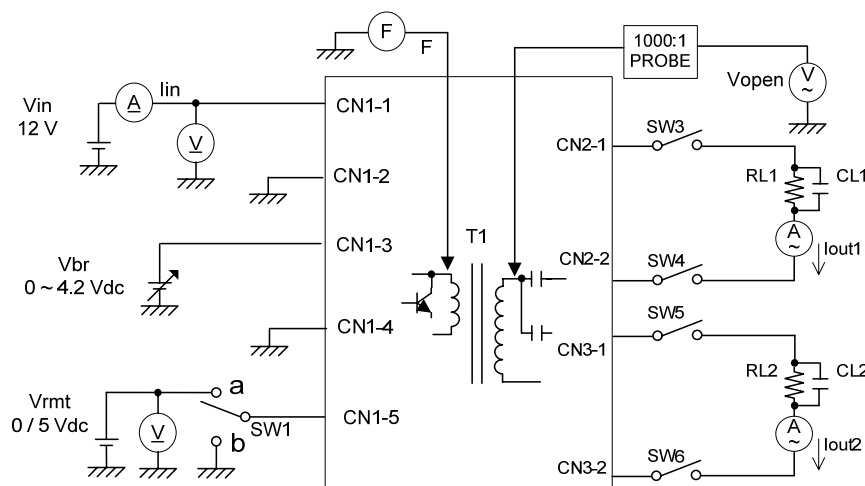 F
F
1000:1
PROBE
Vopen
V
~
Vin
12 V
A
Iin
V
CN1-1
CN1-2
CN1-3
Vbr
0 ~ 4.2 Vdc
CN1-4
Vrmt
0 / 5 Vdc
V
a
b
SW1
CN1-5
T1
CN2-1
SW3
RL1
CL1
A
~
Iout1
CN2-2
SW4
SW5
CN3-1
RL2
CL2
A
~
Iout2
CN3-2
SW6